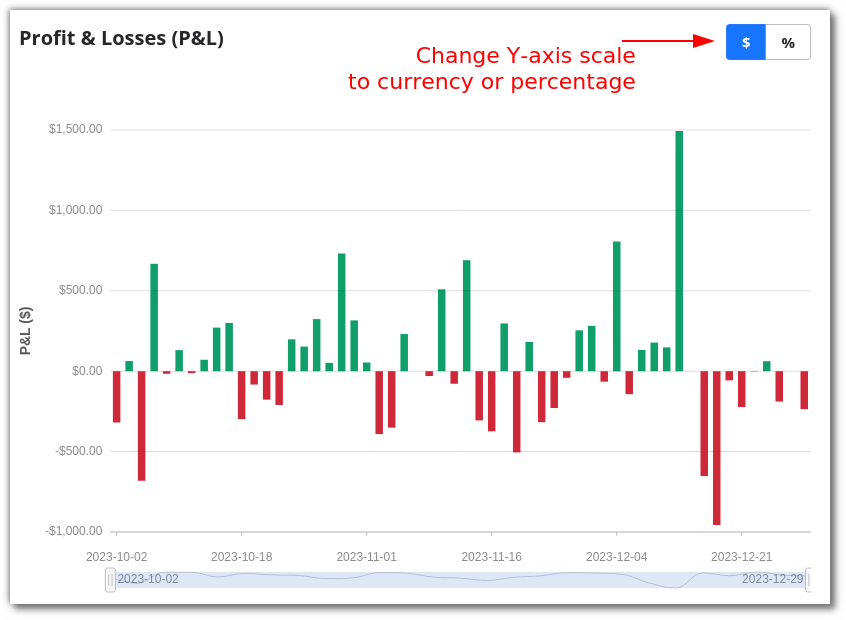 Profit & Losses (P&L)
$ %
Change Y-axis scale
to currency or percentage
$1,500.00
$1,000.00
$500.00
$0.00
-$500.00
-$1,000.00
P&L ($)
2023-10-02 2023-10-18 2023-11-01 2023-11-16 2023-12-04 2023-12-21
2023-10-02 2023-12-29